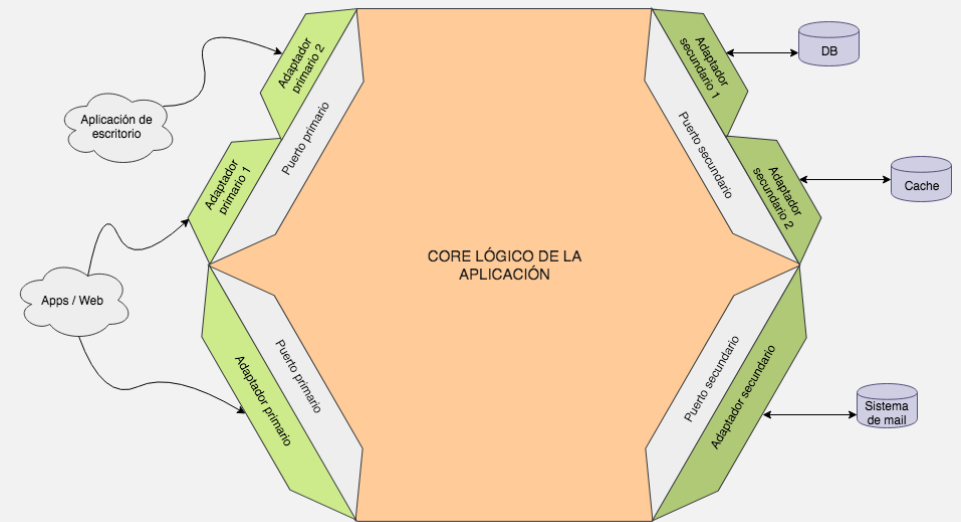 Adaptador
primario 2
Puerto primario
Aplicación de
escritorio
Adaptador
primario 1
Apps / Web
Puerto primario
Adaptador primario
CORE LÓGICO DE LA
APLICACIÓN
Adaptador
secundario 1
DB
Puerto secundario
Adaptador
secundario 2
Cache
Puerto secundario
Adaptador secundario
Sistema
de mail